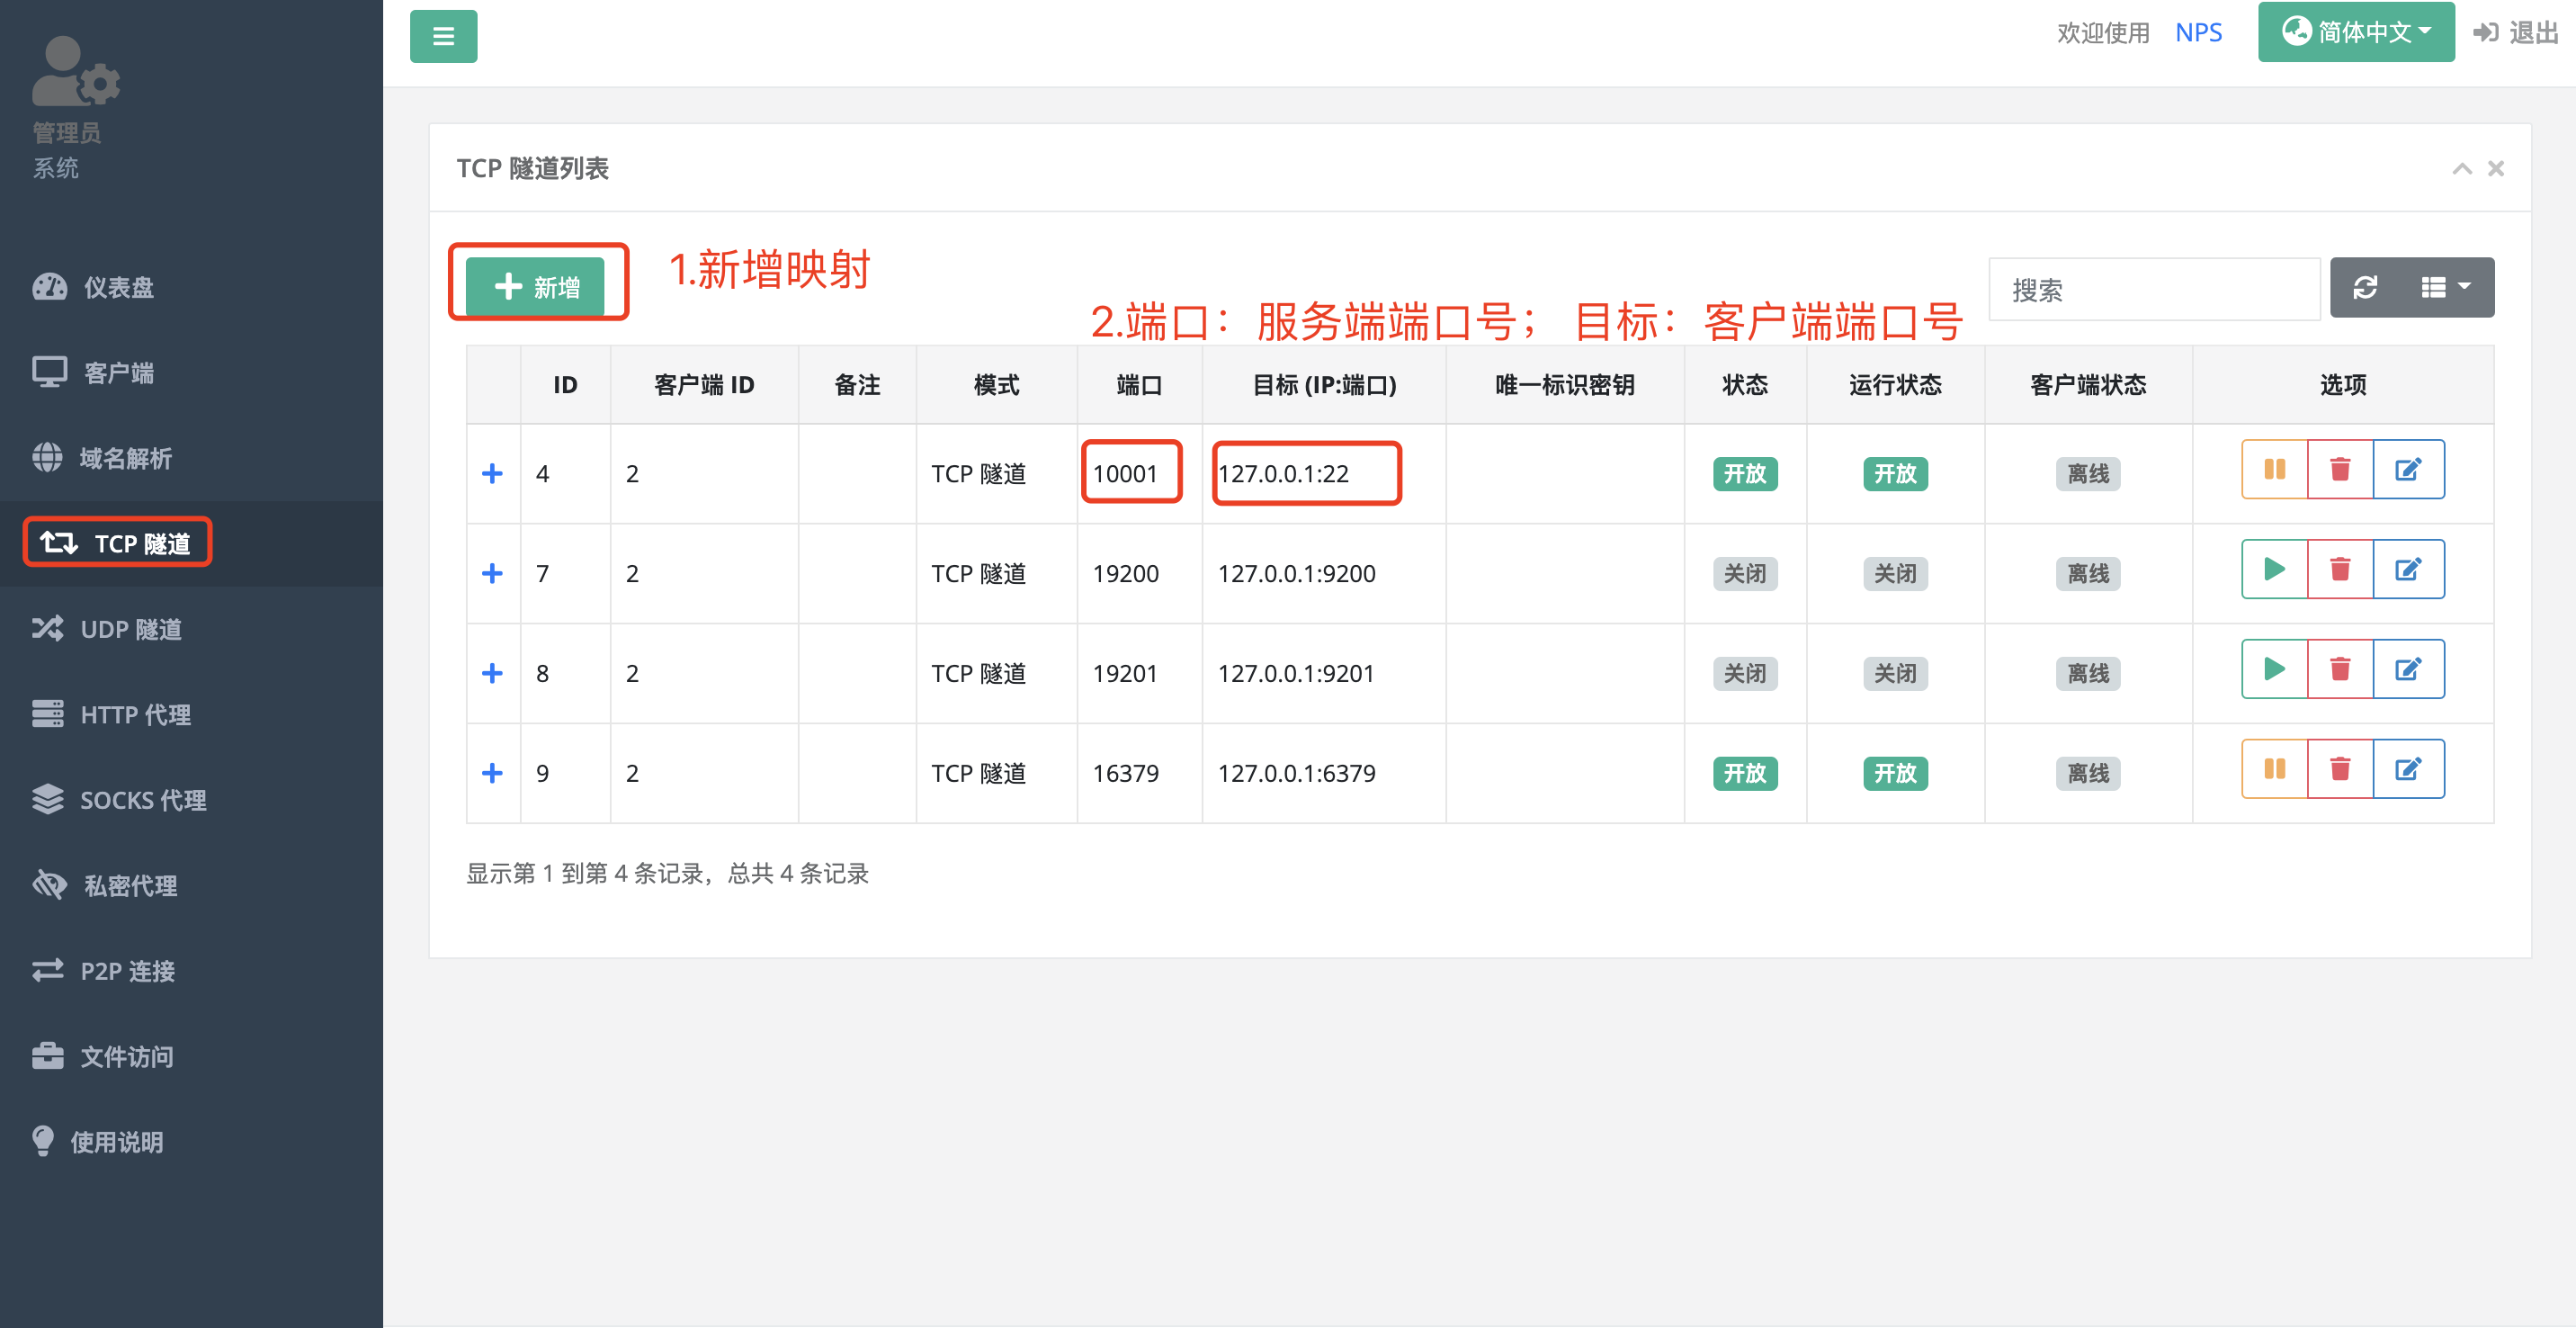 欢迎使用 NPS 简体中文 退出
管理员
系统
仪表盘
客户端
域名解析
TCP 隧道
UDP 隧道
HTTP 代理
SOCKS 代理
私密代理
P2P 连接
文件访问
使用说明
TCP 隧道列表
新增
1.新增映射
搜索
2.端口：服务端端口号；目标：客户端端口号
ID 客户端 ID 备注 模式 端口 目标 (IP:端口) 唯一标识密钥 状态 运行状态 客户端状态 选项
4 2 TCP 隧道 10001 127.0.0.1:22 开放 开放 离线
7 2 TCP 隧道 19200 127.0.0.1:9200 关闭 关闭 离线
8 2 TCP 隧道 19201 127.0.0.1:9201 关闭 关闭 离线
9 2 TCP 隧道 16379 127.0.0.1:6379 开放 开放 离线
显示第 1 到第 4 条记录，总共 4 条记录